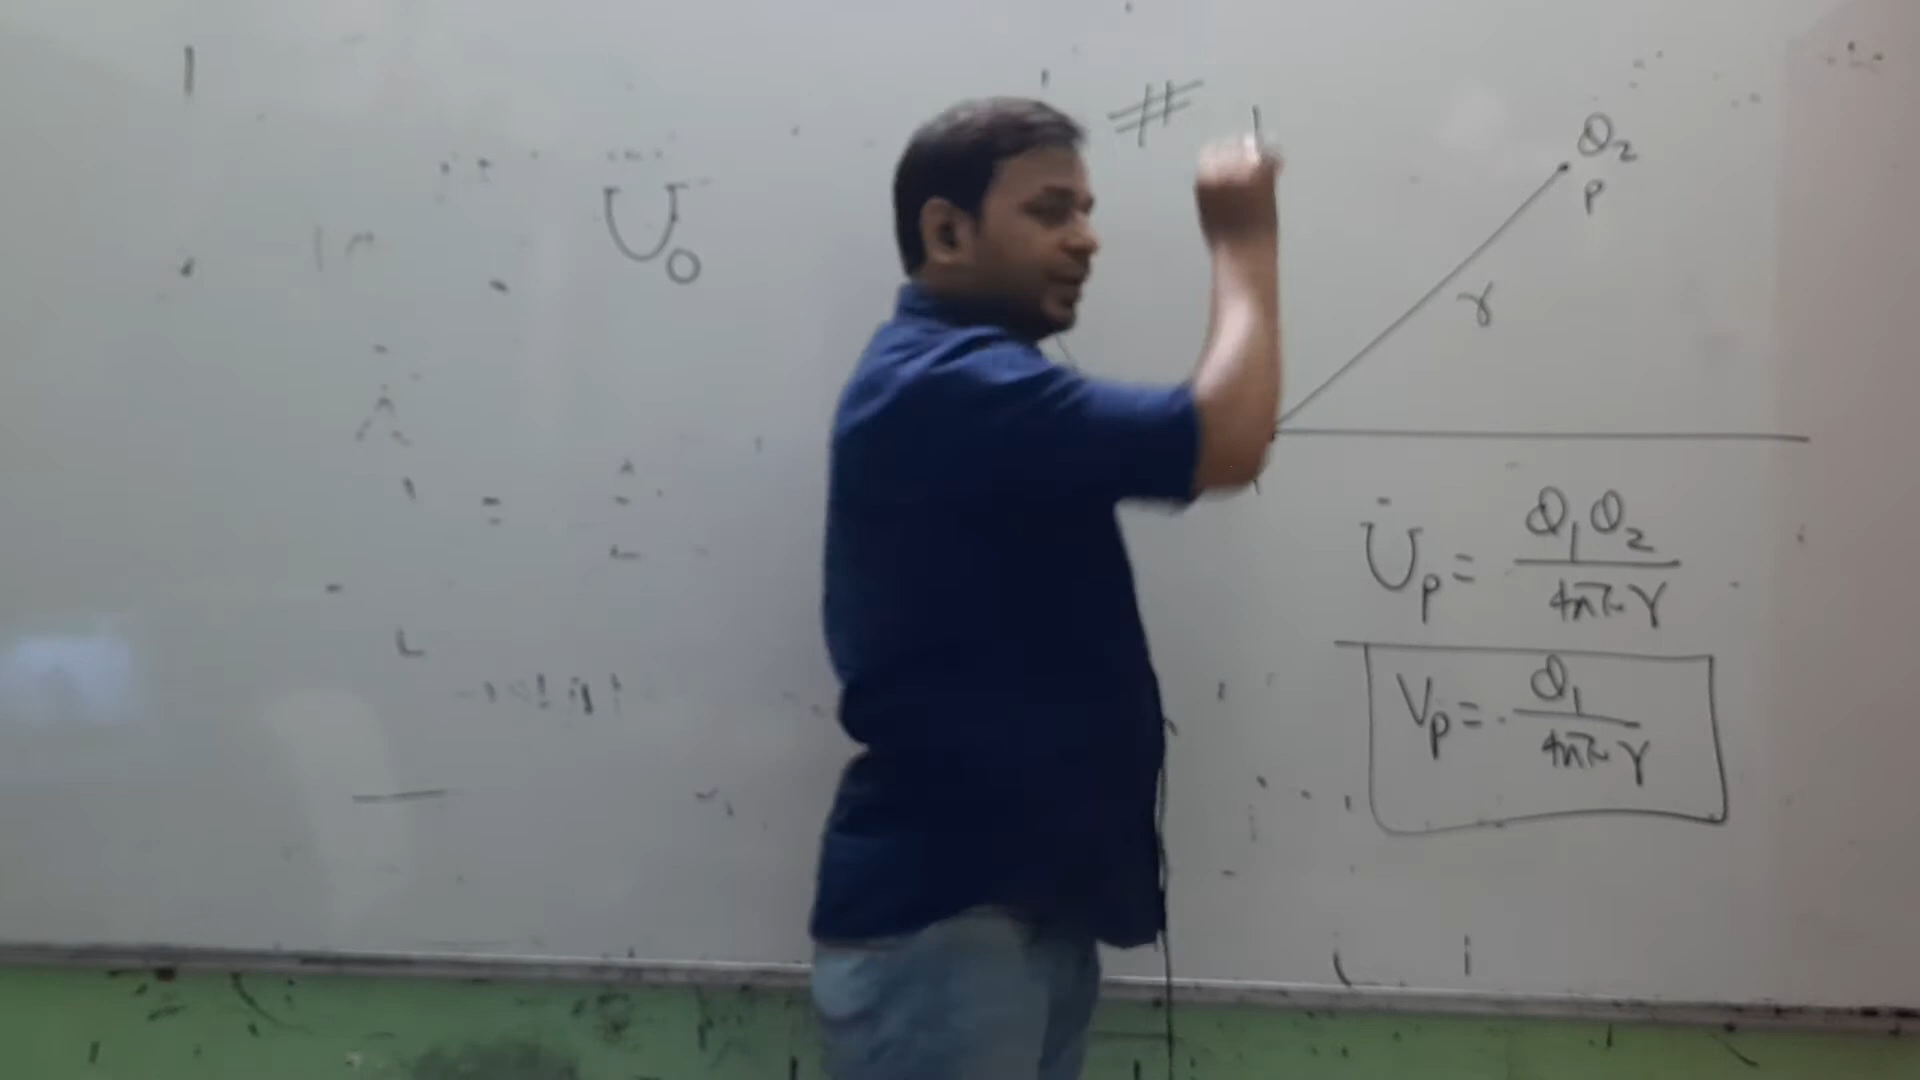 U₀
#
Q₂
P
r
Uₚ = Q₁Q₂ / 4πε₀r
Vₚ = Q₁ / 4πε₀r